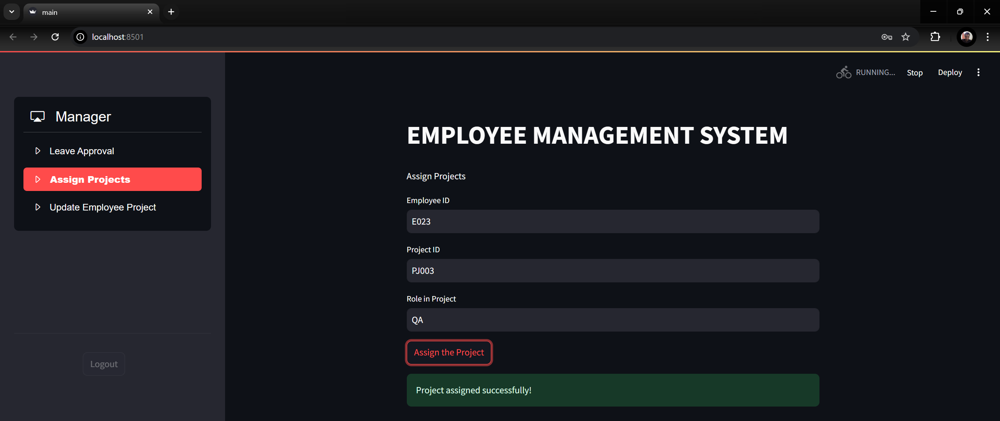 main
localhost:8501
RUNNING...
Stop
Deploy
Manager
Leave Approval
Assign Projects
Update Employee Project
Logout
EMPLOYEE MANAGEMENT SYSTEM
Assign Projects
Employee ID
E023
Project ID
PJ003
Role in Project
QA
Assign the Project
Project assigned successfully!